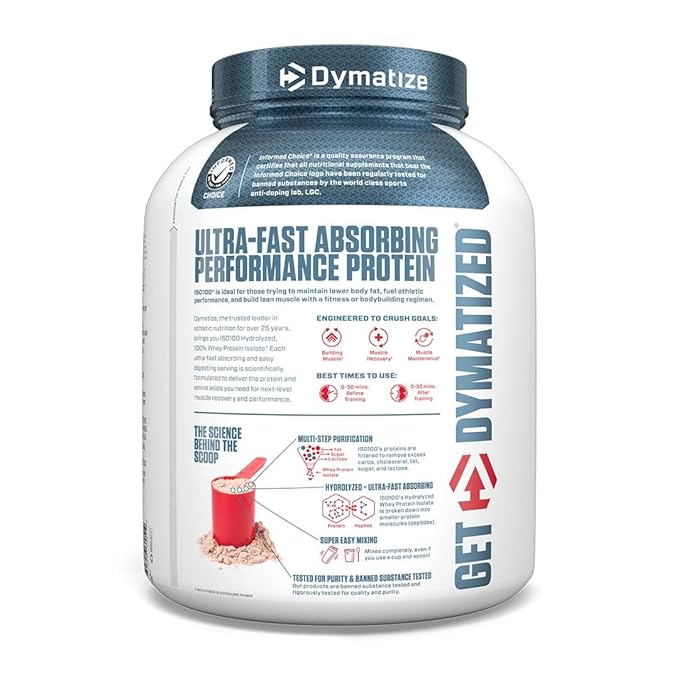 Dymatize
INFORMED
CHOICE
Informed Choice® is a quality assurance program that
certifies that all nutritional supplements that bear the
Informed Choice logo have been regularly tested for
banned substances by the world class sports
anti-doping lab, LGC.
ULTRA-FAST ABSORBING
PERFORMANCE PROTEIN
ISO100® is ideal for those trying to maintain lower body fat, fuel athletic
performance, and build lean muscle with a fitness or bodybuilding regimen.
Dymatize, the trusted leader in
athletic nutrition for over 25 years,
brings you ISO100 Hydrolyzed,
100% Whey Protein Isolate.* Each
ultra-fast absorbing and easy
digesting serving is scientifically
formulated to deliver the protein and
amino acids you need for next-level
muscle recovery and performance.
ENGINEERED TO CRUSH GOALS:
Building
Muscle†
Muscle
Recovery†
Muscle
Maintenance†
BEST TIMES TO USE:
0-30 mins.
Before
Training
0-30 mins.
After
Training
THE SCIENCE
BEHIND THE
SCOOP
MULTI-STEP PURIFICATION
Fat
Sugar
Lactose
Whey Protein
Isolate
ISO100's proteins are
filtered to remove excess
carbs, cholesterol, fat,
sugar, and lactose.
HYDROLYZED - ULTRA-FAST ABSORBING
Protein
Peptide
ISO100's Hydrolyzed
Whey Protein Isolate
is broken down into
smaller protein
molecules (peptides).
SUPER EASY MIXING
Mixes completely, even if
you use a cup and spoon!
TESTED FOR PURITY & BANNED SUBSTANCE TESTED
Our products are banned substance tested and
rigorously tested for quality and purity.
GET DYMATIZED®